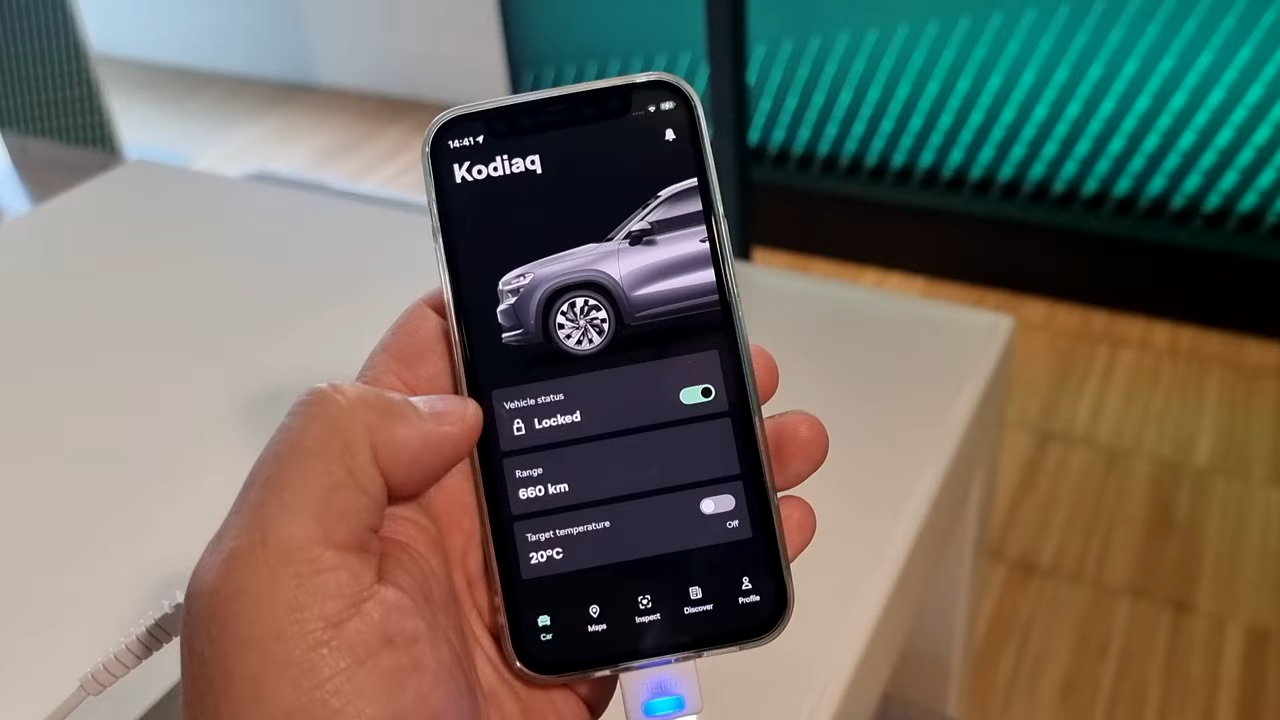 14:41
Kodiaq
Vehicle status
Locked
Range
660 km
Target temperature
Off
20°C
Car
Maps
Inspect
Discover
Profile